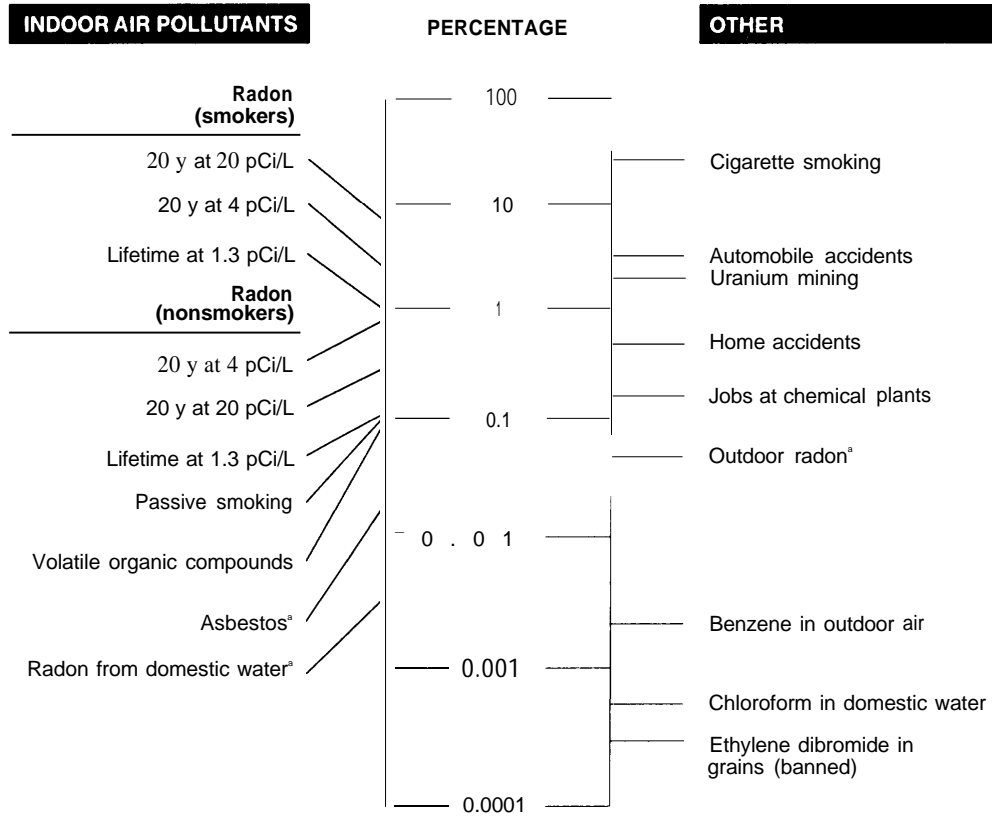 INDOOR AIR POLLUTANTS
PERCENTAGE
OTHER
Radon
(smokers)
20 y at 20 pCi/L
20 y at 4 pCi/L
Lifetime at 1.3 pCi/L
Radon
(nonsmokers)
20 y at 4 pCi/L
20 y at 20 pCi/L
Lifetime at 1.3 pCi/L
Passive smoking
Volatile organic compounds
Asbestosᵃ
Radon from domestic waterᵃ
100
10
1
0.1
0.01
0.001
0.0001
Cigarette smoking
Automobile accidents
Uranium mining
Home accidents
Jobs at chemical plants
Outdoor radonᵃ
Benzene in outdoor air
Chloroform in domestic water
Ethylene dibromide in
grains (banned)